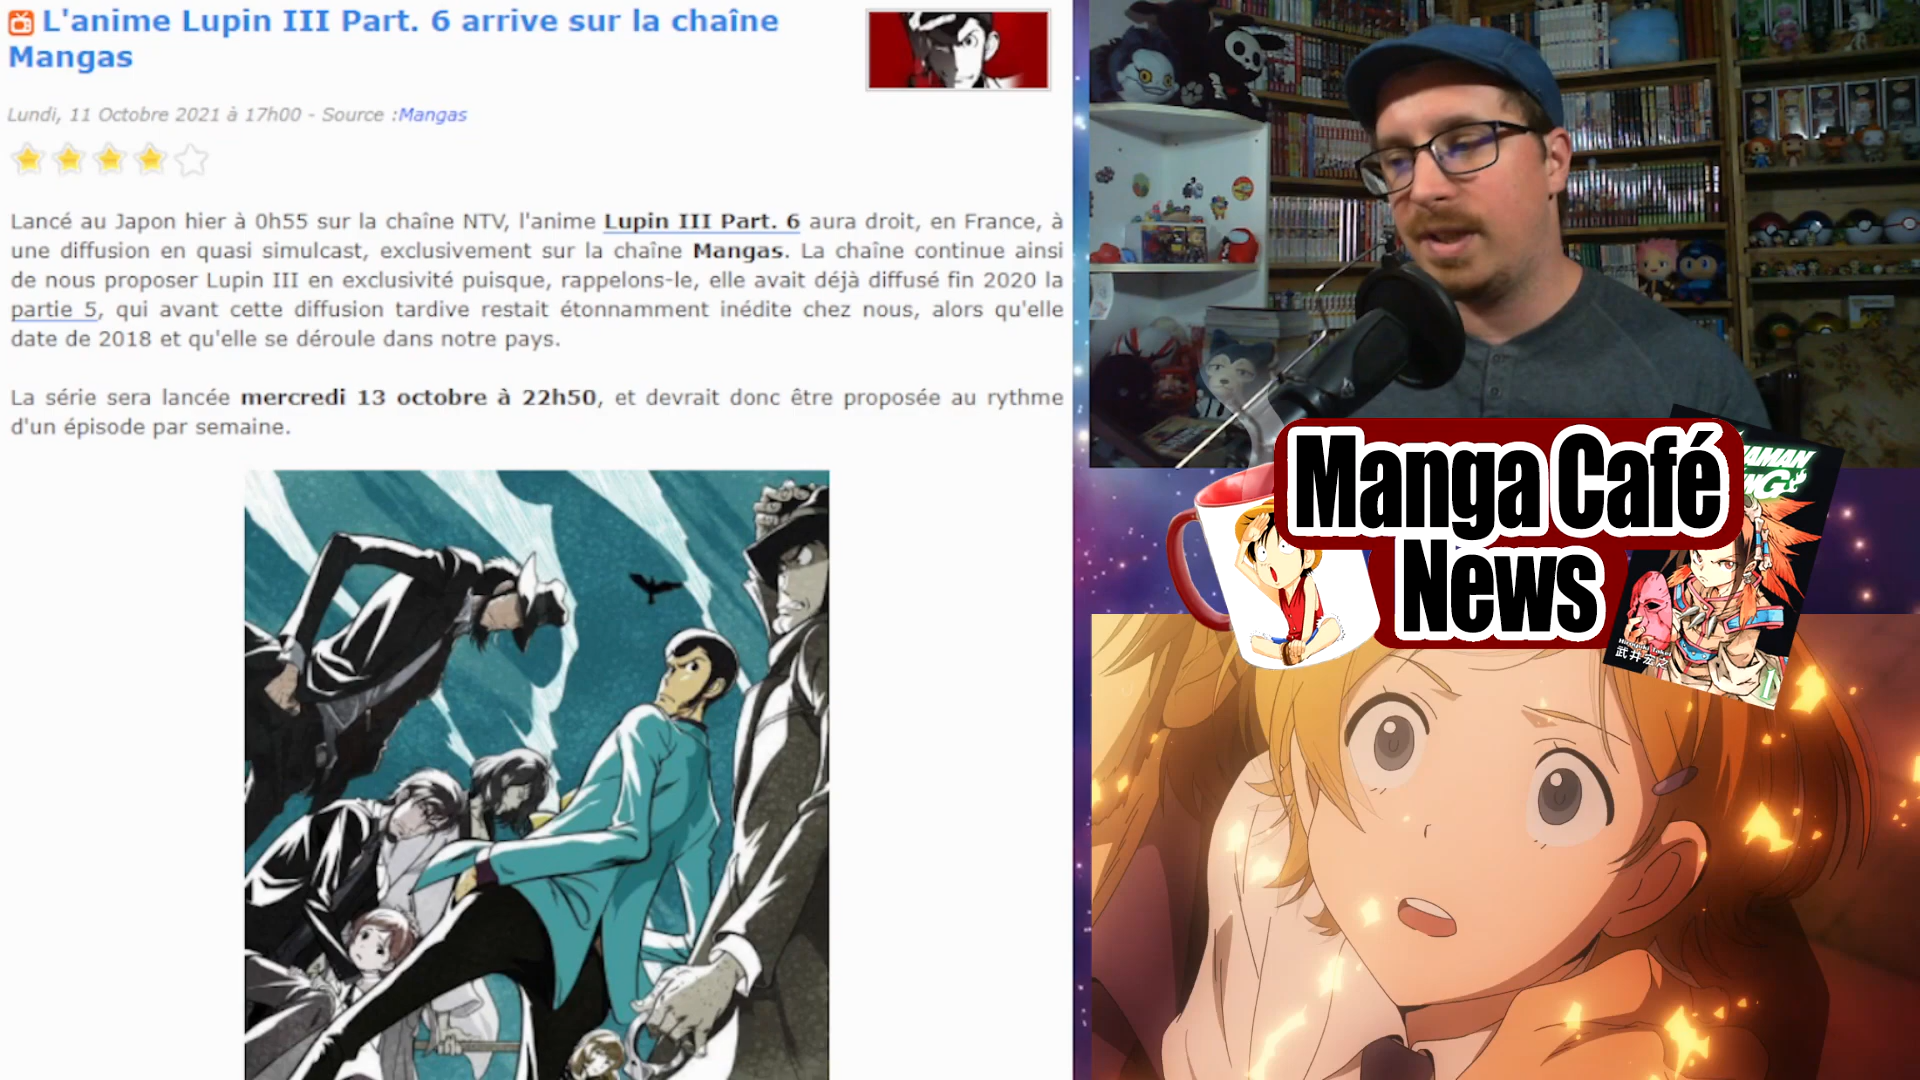 L'anime Lupin III Part. 6 arrive sur la chaîne
Mangas
Lundi, 11 Octobre 2021 à 17h00 - Source :Mangas
Lancé au Japon hier à 0h55 sur la chaîne NTV, l'anime Lupin III Part. 6 aura droit, en France, à
une diffusion en quasi simulcast, exclusivement sur la chaîne Mangas. La chaîne continue ainsi
de nous proposer Lupin III en exclusivité puisque, rappelons-le, elle avait déjà diffusé fin 2020 la
partie 5, qui avant cette diffusion tardive restait étonnamment inédite chez nous, alors qu'elle
date de 2018 et qu'elle se déroule dans notre pays.
La série sera lancée mercredi 13 octobre à 22h50, et devrait donc être proposée au rythme
d'un épisode par semaine.
Manga Café
News
武井宏之
1